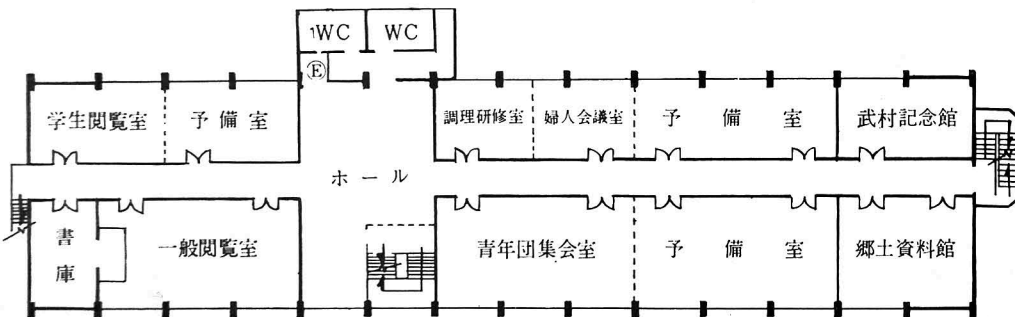 WC
WC
Ⓔ
学生閲覧室
予備室
調理研修室
婦人会議室
予備室
武村記念館
ホール
書庫
一般閲覧室
青年団集会室
予備室
郷土資料館